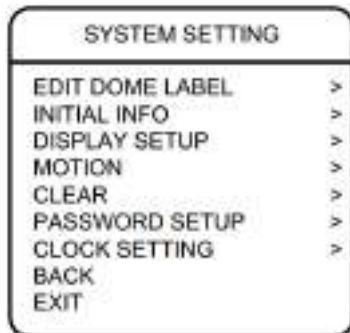 SYSTEM SETTING
EDIT DOME LABEL >
INITIAL INFO >
DISPLAY SETUP >
MOTION >
CLEAR >
PASSWORD SETUP >
CLOCK SETTING >
BACK
EXIT